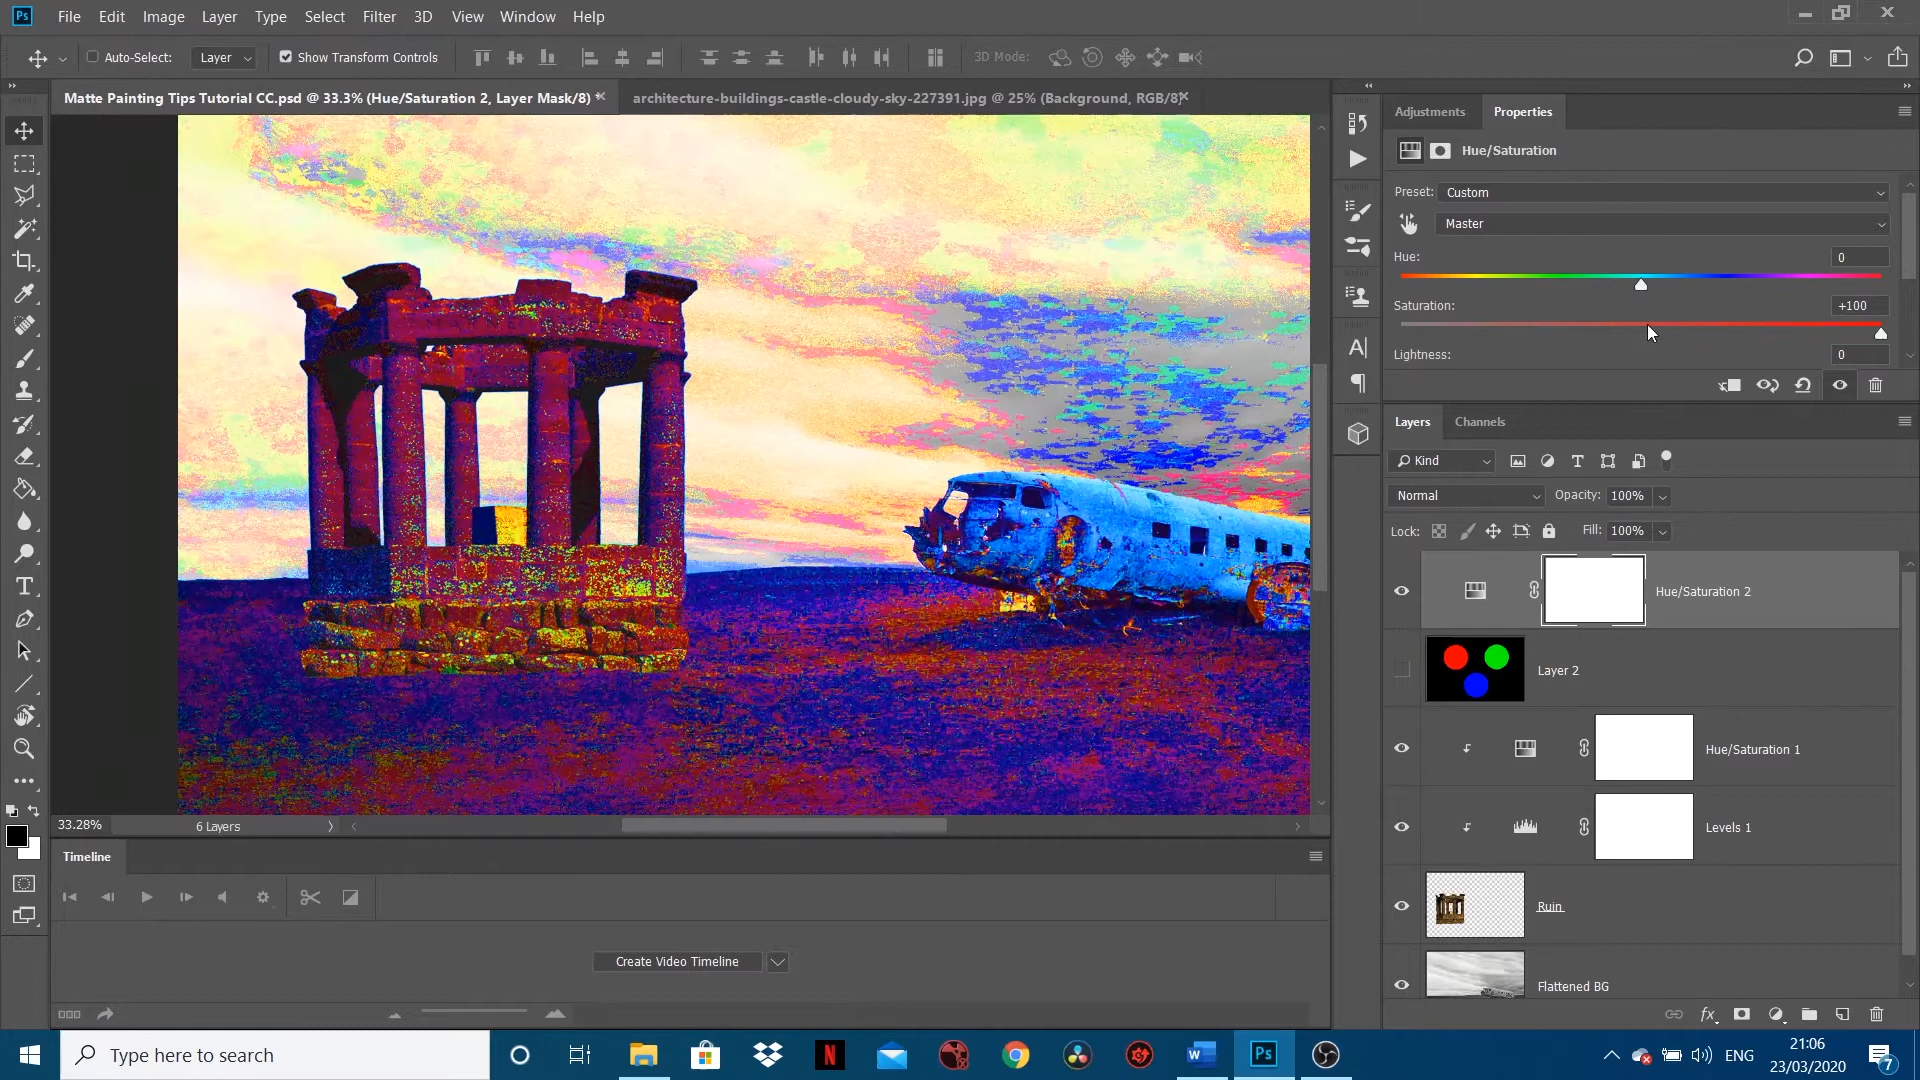 Ps File Edit Image Layer Type Select Filter 3D View Window Help
Auto-Select: Layer Show Transform Controls 3D Mode:
Matte Painting Tips Tutorial CC.psd @ 33.3% (Hue/Saturation 2, Layer Mask/8) *
architecture-buildings-castle-cloudy-sky-227391.jpg @ 25% (Background, RGB/8)
Adjustments Properties
Hue/Saturation
Preset: Custom
Master
Hue: 0
Saturation: +100
Lightness: 0
Layers Channels
Kind
Normal Opacity: 100%
Lock: Fill: 100%
Hue/Saturation 2
Layer 2
Hue/Saturation 1
Levels 1
Ruin
Flattened BG
33.28% 6 Layers
Timeline
Create Video Timeline
Type here to search
ENG
21:06
23/03/2020
7